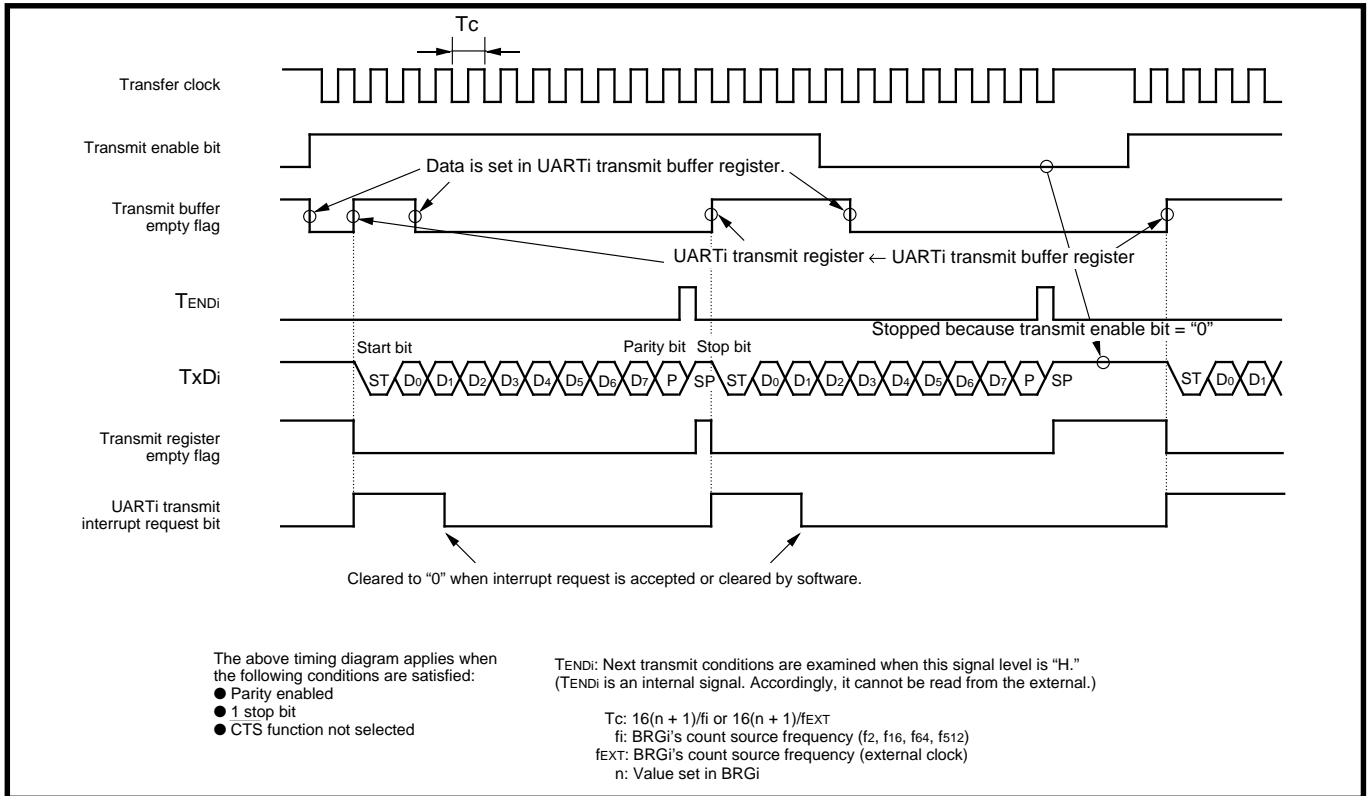 Tc
Transfer clock
Transmit enable bit
Data is set in UARTi transmit buffer register.
Transmit buffer
empty flag
UARTi transmit register ← UARTi transmit buffer register
TENDi
Stopped because transmit enable bit = “0”
Start bit
Parity bit
Stop bit
TxDi
ST D0 D1 D2 D3 D4 D5 D6 D7 P SP ST D0 D1 D2 D3 D4 D5 D6 D7 P SP ST D0 D1
Transmit register
empty flag
UARTi transmit
interrupt request bit
Cleared to “0” when interrupt request is accepted or cleared by software.
The above timing diagram applies when
the following conditions are satisfied:
● Parity enabled
● 1 stop bit
● C̅T̅S̅ function not selected
TENDi: Next transmit conditions are examined when this signal level is “H.”
(TENDi is an internal signal. Accordingly, it cannot be read from the external.)
Tc: 16(n + 1)/fi or 16(n + 1)/fEXT
fi: BRGi's count source frequency (f2, f16, f64, f512)
fEXT: BRGi's count source frequency (external clock)
n: Value set in BRGi